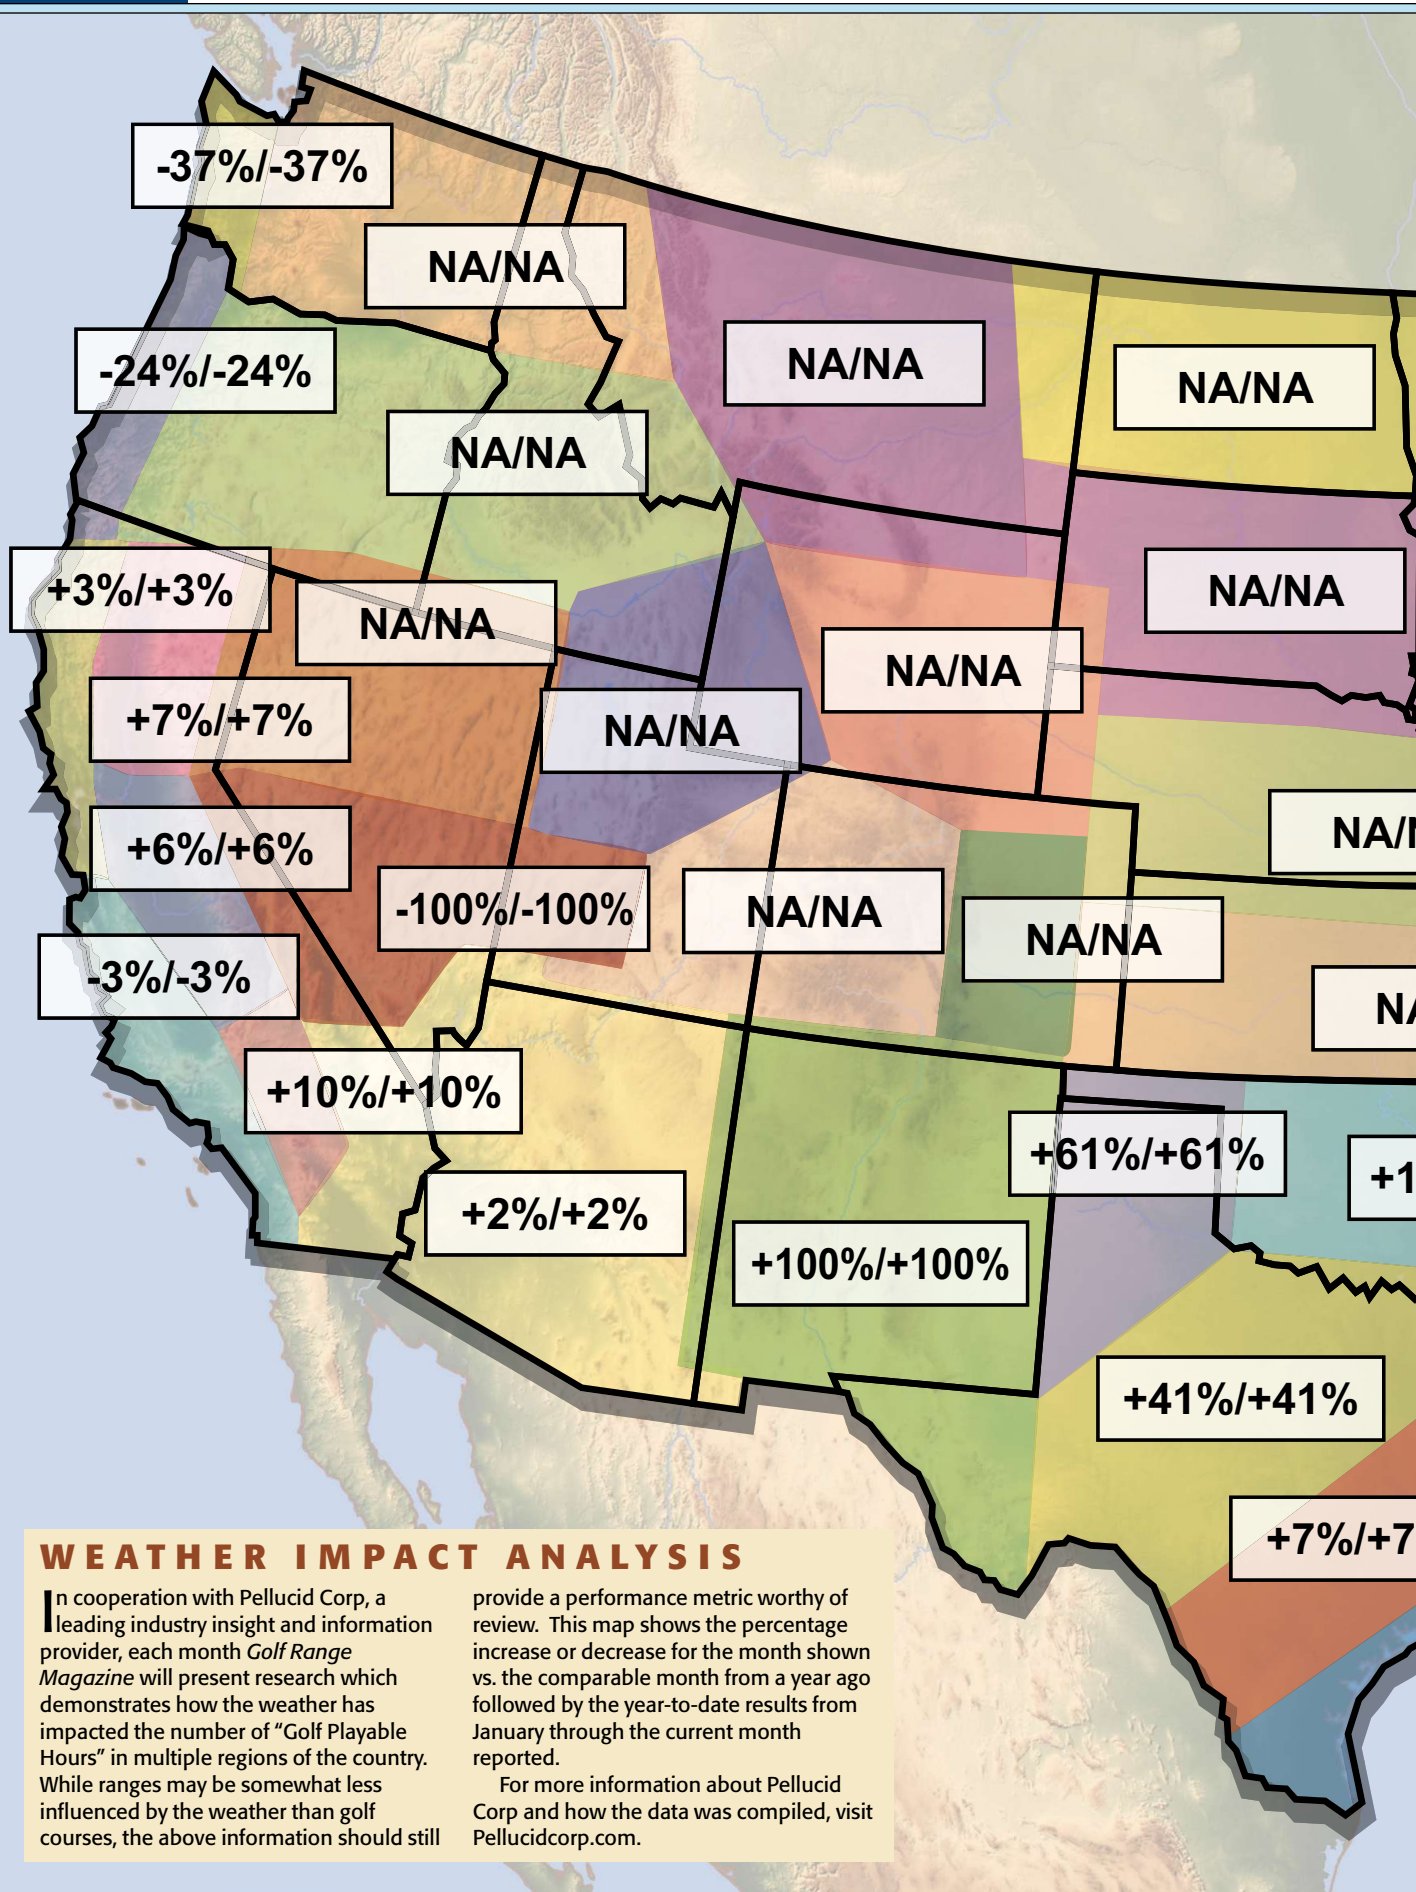 -37%/-37%
NA/NA
NA/NA
-24%/-24%
NA/NA
NA/NA
+3%/+3%
NA/NA
NA/NA
NA/NA
+7%/+7%
NA/NA
+6%/+6%
-100%/-100%
NA/NA
NA/NA
-3%/-3%
+10%/+10%
+61%/+61%
+2%/+2%
+100%/+100%
+41%/+41%
+7%/+7
WEATHER IMPACT ANALYSIS
In cooperation with Pellucid Corp, a
leading industry insight and information
provider, each month Golf Range
Magazine will present research which
demonstrates how the weather has
impacted the number of “Golf Playable
Hours” in multiple regions of the country.
While ranges may be somewhat less
influenced by the weather than golf
courses, the above information should still
provide a performance metric worthy of
review. This map shows the percentage
increase or decrease for the month shown
vs. the comparable month from a year ago
followed by the year-to-date results from
January through the current month
reported.
For more information about Pellucid
Corp and how the data was compiled, visit
Pellucidcorp.com.